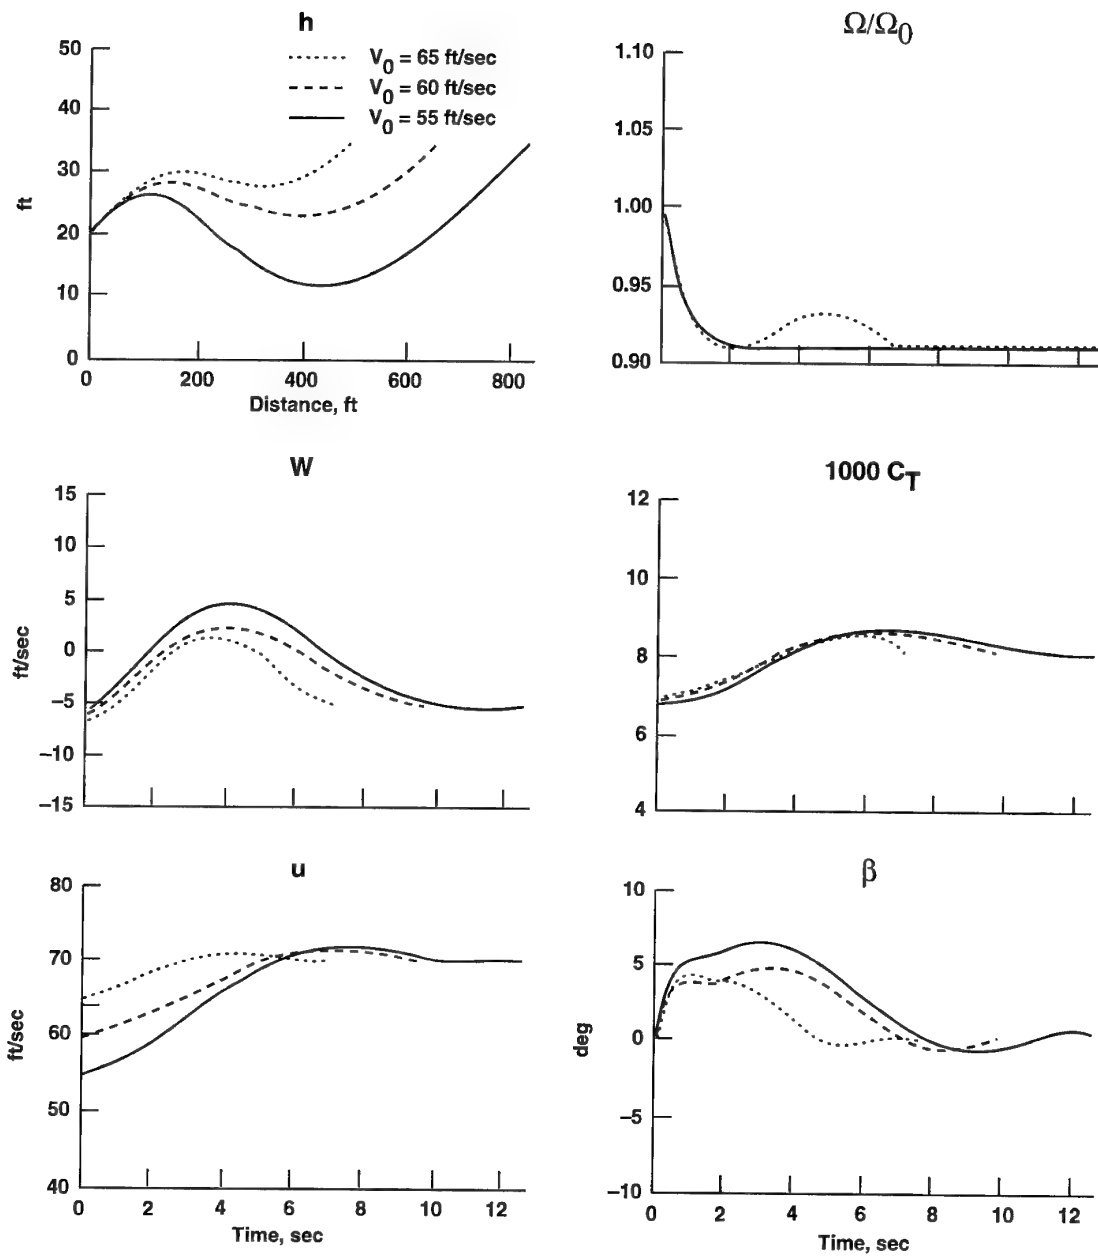 h
50
40
30
20
10
0
ft
V0 = 65 ft/sec
V0 = 60 ft/sec
V0 = 55 ft/sec
0 200 400 600 800
Distance, ft
Ω/Ω0
1.10
1.05
1.00
0.95
0.90
W
15
10
5
0
–5
–10
–15
ft/sec
1000 CT
12
10
8
6
4
u
80
70
60
50
40
ft/sec
0 2 4 6 8 10 12
Time, sec
β
10
5
0
–5
–10
deg
0 2 4 6 8 10 12
Time, sec